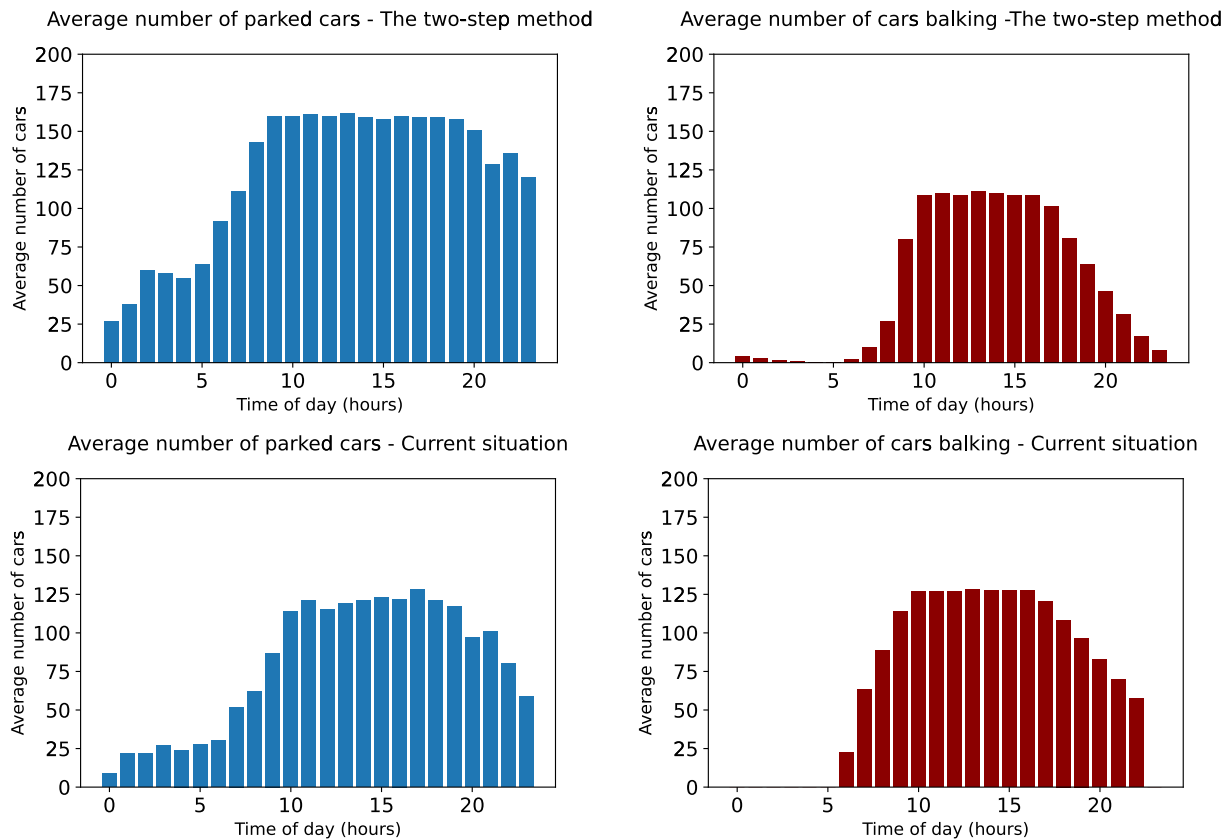 Average number of parked cars - The two-step method
200
175
150
125
100
75
50
25
0
Average number of cars
0 5 10 15 20
Time of day (hours)
Average number of cars balking -The two-step method
200
175
150
125
100
75
50
25
0
Average number of cars
0 5 10 15 20
Time of day (hours)
Average number of parked cars - Current situation
200
175
150
125
100
75
50
25
0
Average number of cars
0 5 10 15 20
Time of day (hours)
Average number of cars balking - Current situation
200
175
150
125
100
75
50
25
0
Average number of cars
0 5 10 15 20
Time of day (hours)